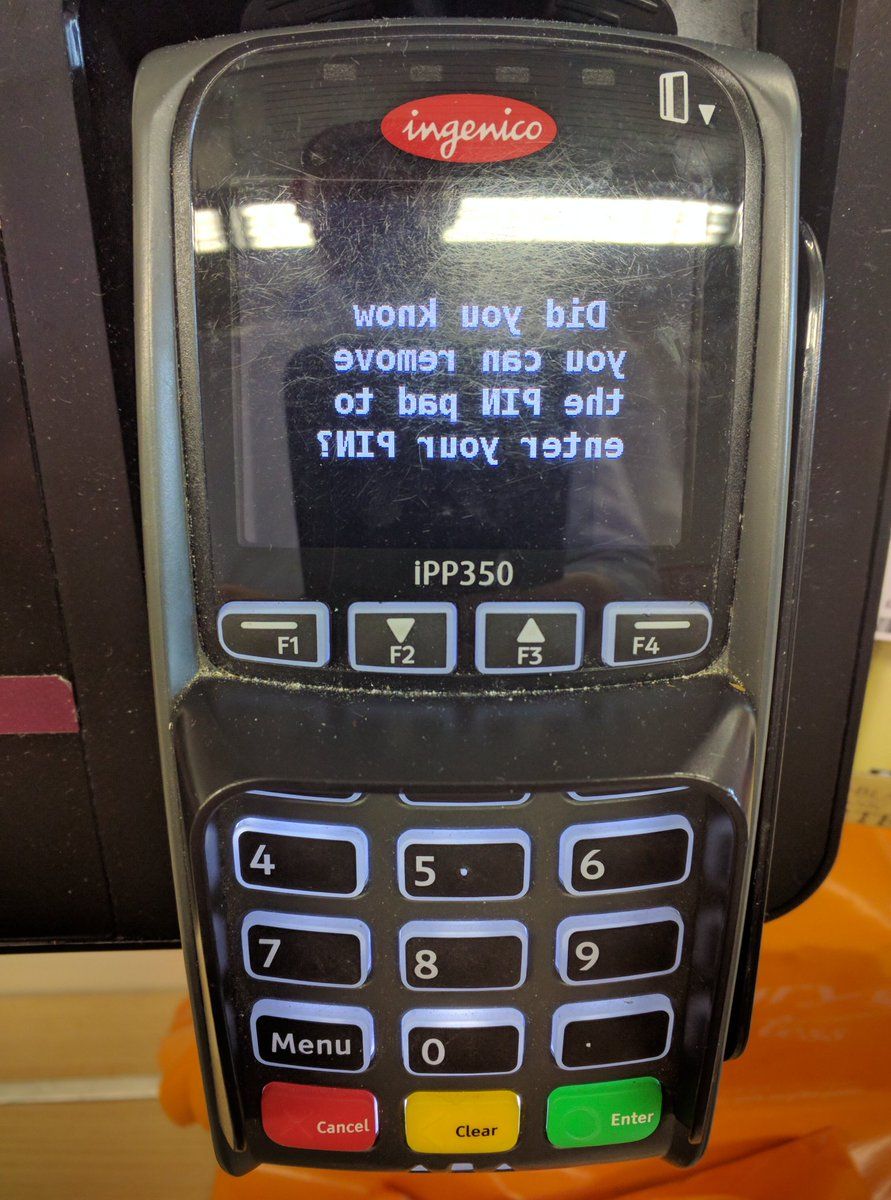 ingenico
Did you know
you can remove
the PIN pad to
enter your PIN?
iPP350
F1 F2 F3 F4
4 5 6
7 8 9
Menu 0 .
Cancel Clear Enter